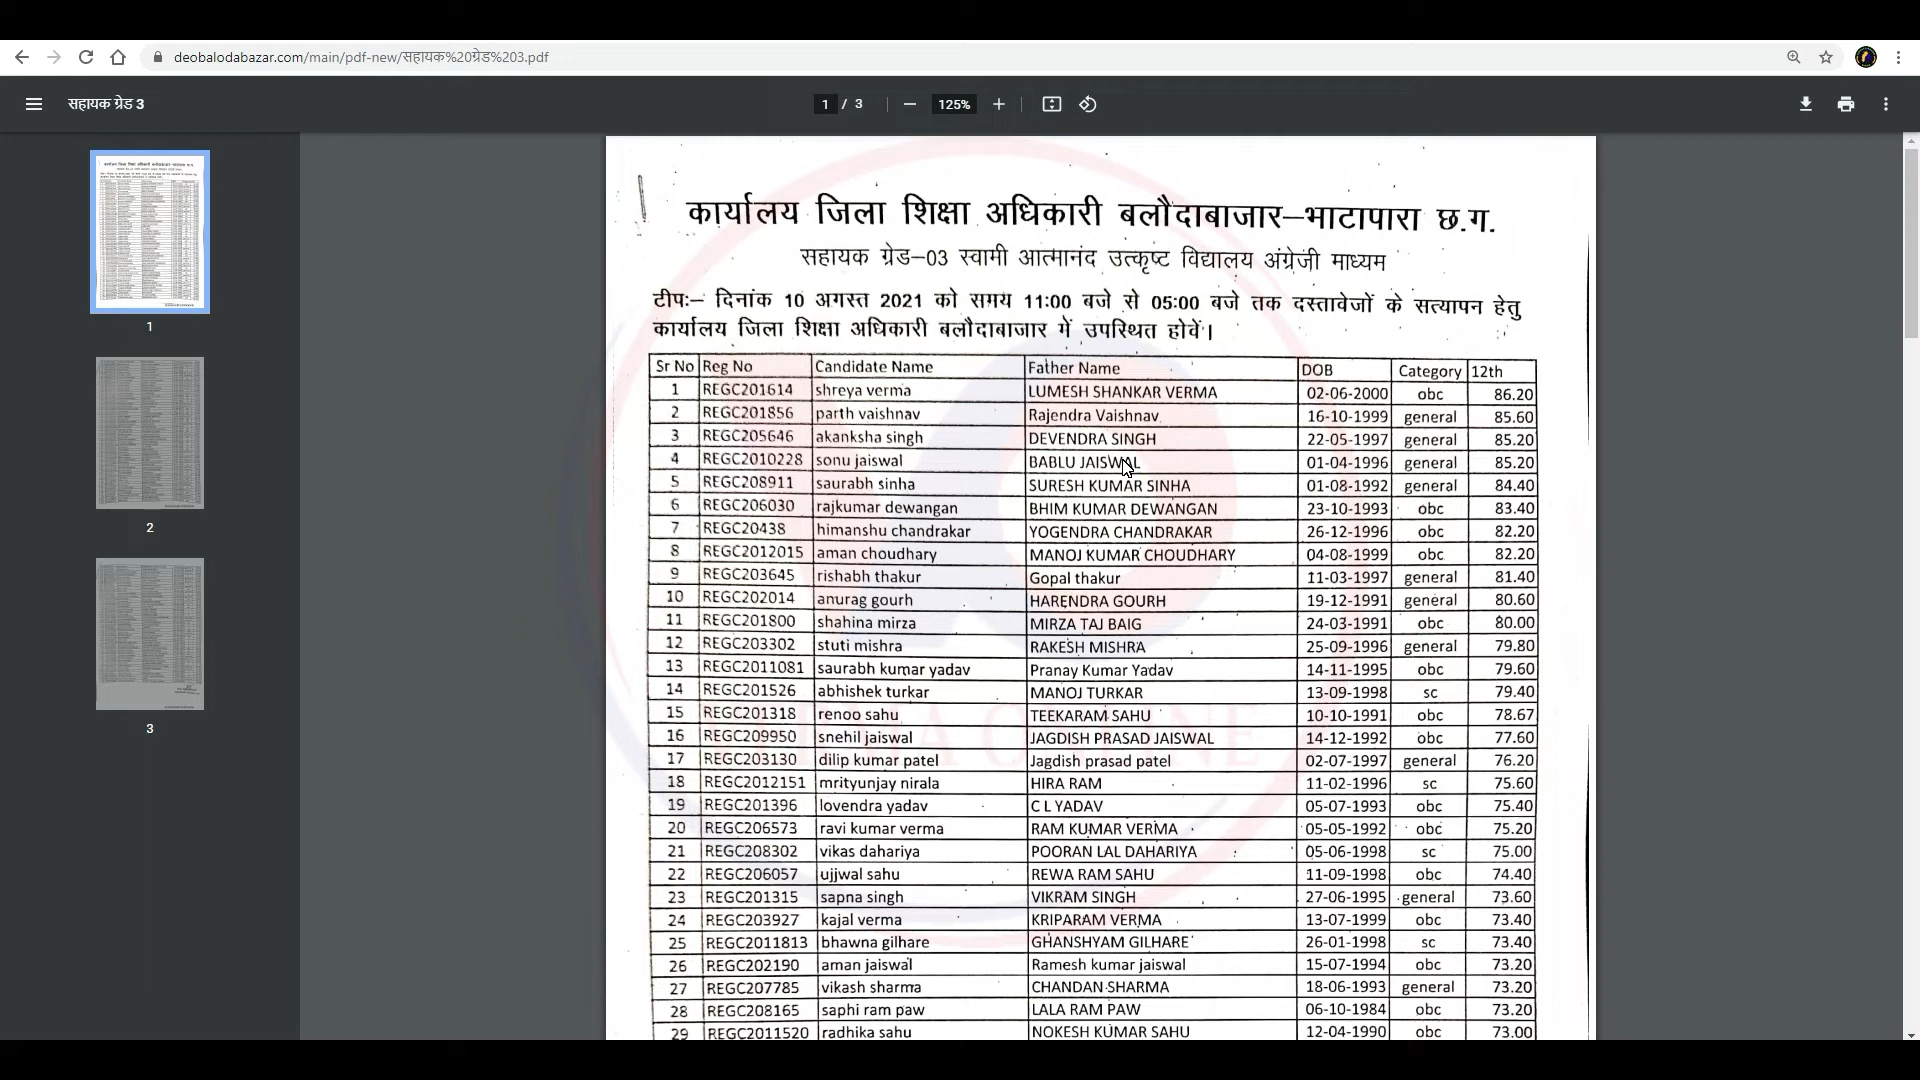 deobalodabazar.com/main/pdf-new/सहायक%20ग्रेड%203.pdf
सहायक ग्रेड 3
1 / 3
125%
1
2
3
कार्यालय जिला शिक्षा अधिकारी बलौदाबाजार–भाटापारा छ.ग.
सहायक ग्रेड–03 स्वामी आत्मानंद उत्कृष्ट विद्यालय अंग्रेजी माध्यम
टीपः– दिनांक 10 अगस्त 2021 को समय 11:00 बजे से 05:00 बजे तक दस्तावेजों के सत्यापन हेतु
कार्यालय जिला शिक्षा अधिकारी बलौदाबाजार में उपस्थित होवें।
Sr No Reg No Candidate Name Father Name DOB Category 12th
1 REGC201614 shreya verma LUMESH SHANKAR VERMA 02-06-2000 obc 86.20
2 REGC201856 parth vaishnav Rajendra Vaishnav 16-10-1999 general 85.60
3 REGC205646 akanksha singh DEVENDRA SINGH 22-05-1997 general 85.20
4 REGC2010228 sonu jaiswal BABLU JAISWAL 01-04-1996 general 85.20
5 REGC208911 saurabh sinha SURESH KUMAR SINHA 01-08-1992 general 84.40
6 REGC206030 rajkumar dewangan BHIM KUMAR DEWANGAN 23-10-1993 obc 83.40
7 REGC20438 himanshu chandrakar YOGENDRA CHANDRAKAR 26-12-1996 obc 82.20
8 REGC2012015 aman choudhary MANOJ KUMAR CHOUDHARY 04-08-1999 obc 82.20
9 REGC203645 rishabh thakur Gopal thakur 11-03-1997 general 81.40
10 REGC202014 anurag gourh HARENDRA GOURH 19-12-1991 general 80.60
11 REGC201800 shahina mirza MIRZA TAJ BAIG 24-03-1991 obc 80.00
12 REGC203302 stuti mishra RAKESH MISHRA 25-09-1996 general 79.80
13 REGC2011081 saurabh kumar yadav Pranay Kumar Yadav 14-11-1995 obc 79.60
14 REGC201526 abhishek turkar MANOJ TURKAR 13-09-1998 sc 79.40
15 REGC201318 renoo sahu TEEKARAM SAHU 10-10-1991 obc 78.67
16 REGC209950 snehil jaiswal JAGDISH PRASAD JAISWAL 14-12-1992 obc 77.60
17 REGC203130 dilip kumar patel Jagdish prasad patel 02-07-1997 general 76.20
18 REGC2012151 mrityunjay nirala HIRA RAM 11-02-1996 sc 75.60
19 REGC201396 lovendra yadav C L YADAV 05-07-1993 obc 75.40
20 REGC206573 ravi kumar verma RAM KUMAR VERMA 05-05-1992 obc 75.20
21 REGC208302 vikas dahariya POORAN LAL DAHARIYA 05-06-1998 sc 75.00
22 REGC206057 ujjwal sahu REWA RAM SAHU 11-09-1998 obc 74.40
23 REGC201315 sapna singh VIKRAM SINGH 27-06-1995 general 73.60
24 REGC203927 kajal verma KRIPARAM VERMA 13-07-1999 obc 73.40
25 REGC2011813 bhawna gilhare GHANSHYAM GILHARE 26-01-1998 sc 73.40
26 REGC202190 aman jaiswal Ramesh kumar jaiswal 15-07-1994 obc 73.20
27 REGC207785 vikash sharma CHANDAN SHARMA 18-06-1993 general 73.20
28 REGC208165 saphi ram paw LALA RAM PAW 06-10-1984 obc 73.20
29 REGC2011520 radhika sahu NOKESH KUMAR SAHU 12-04-1990 obc 73.00